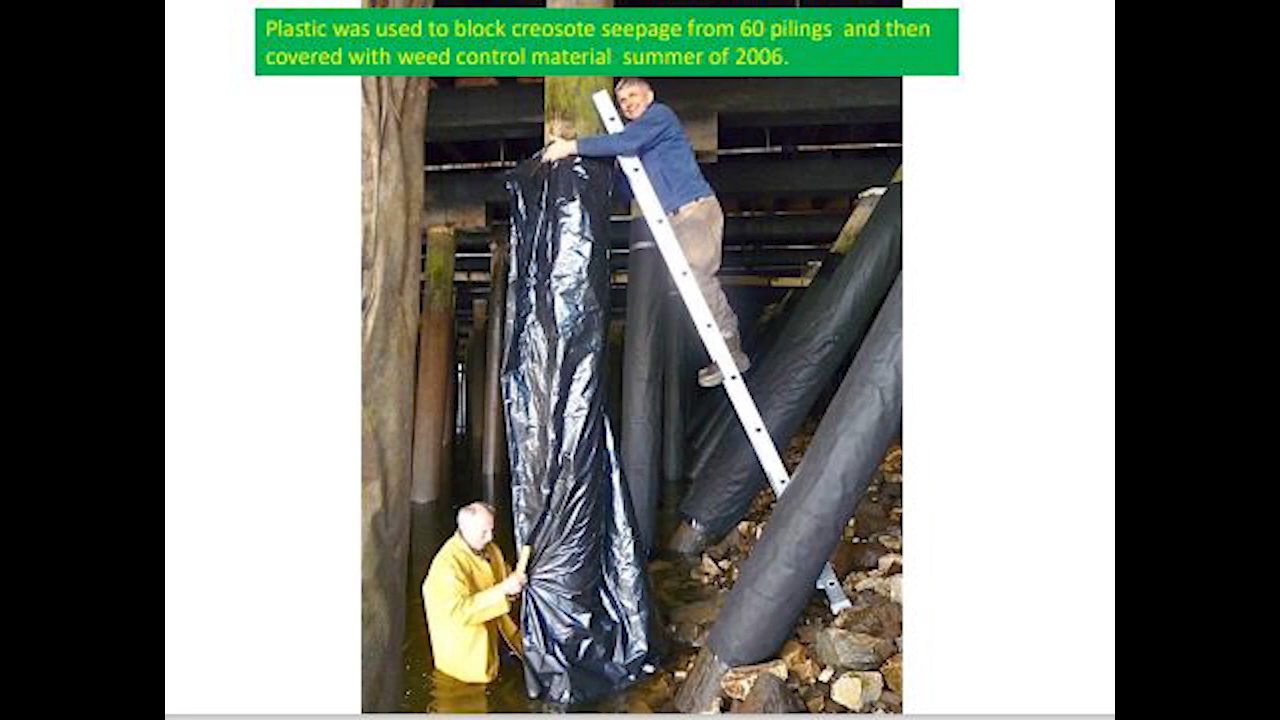 Plastic was used to block creosote seepage from 60 pilings  and then
covered with weed control material  summer of 2006.